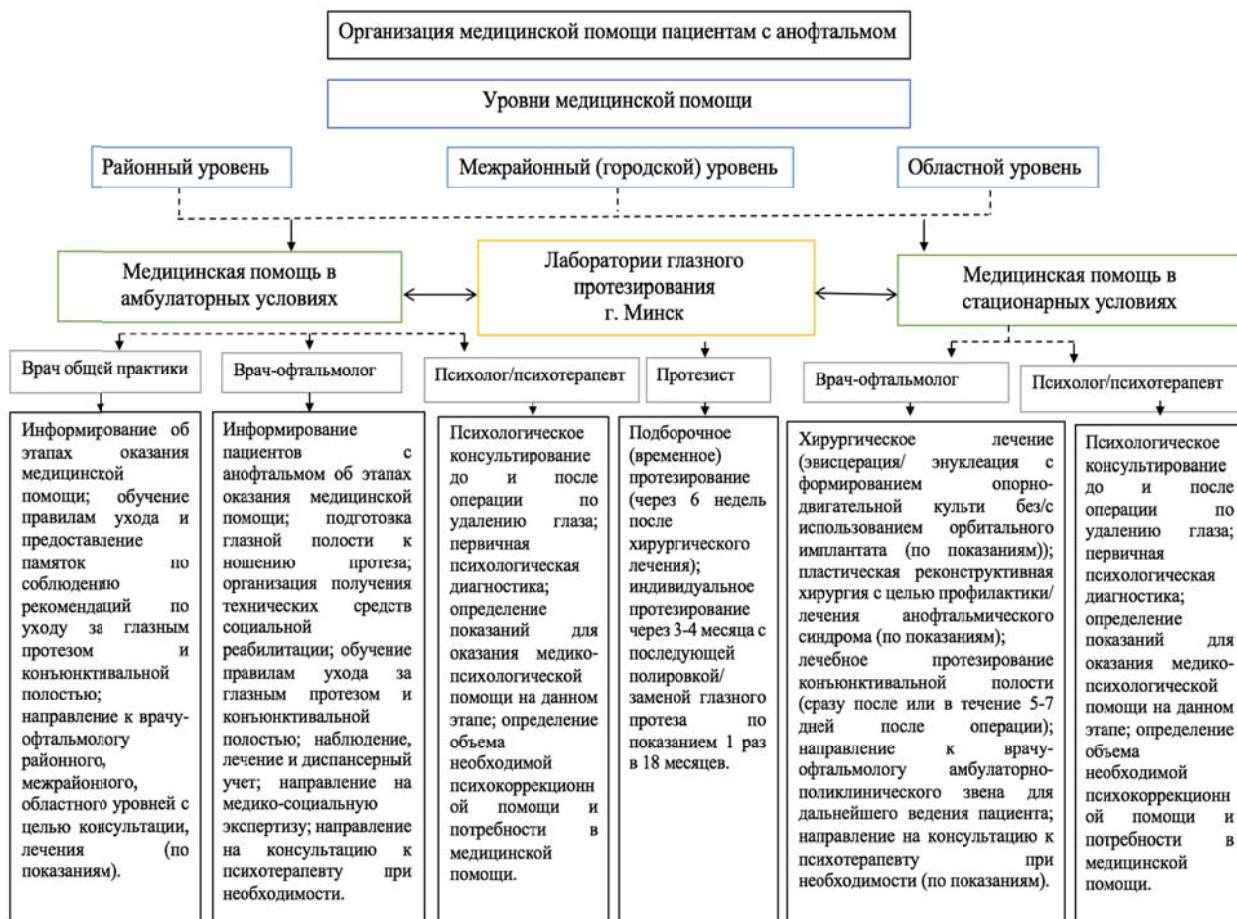 Организация медицинской помощи пациентам с анофтальмом
Уровни медицинской помощи
Районный уровень
Межрайонный (городской) уровень
Областной уровень
Медицинская помощь в
амбулаторных условиях
Лаборатории глазного
протезирования
г. Минск
Медицинская помощь в
стационарных условиях
Врач общей практики
Врач-офтальмолог
Психолог/психотерапевт
Протезист
Врач-офтальмолог
Психолог/психотерапевт
Информирование об
этапах оказания
медицинской
помощи; обучение
правилам ухода и
предоставление
памяток по
соблюдению
рекомендаций по
уходу за глазным
протезом и
конъюнктивальной
полостью;
направление к врачу-
офтальмологу
районного,
межрайонного,
областного уровней с
целью консультации,
лечения (по
показаниям).
Информирование
пациентов с
анофтальмом об этапах
оказания медицинской
помощи; подготовка
глазной полости к
ношению протеза;
организация получения
технических средств
социальной
реабилитации; обучение
правилам ухода за
глазным протезом и
конъюнктивальной
полостью; наблюдение,
лечение и диспансерный
учет; направление на
медико-социальную
экспертизу; направление
на консультацию к
психотерапевту при
необходимости.
Психологическое
консультирование
до и после
операции по
удалению глаза;
первичная
психологическая
диагностика;
определение
показаний для
оказания медико-
психологической
помощи на данном
этапе; определение
объема
необходимой
психокоррекционн
ой помощи и
потребности в
медицинской
помощи.
Подборочное
(временное)
протезирование
(через 6 недель
после
хирургического
лечения);
индивидуальное
протезирование
через 3-4 месяца с
последующей
полировкой/
заменой глазного
протеза по
показанием 1 раз
в 18 месяцев.
Хирургическое лечение
(эвисцерация/ энуклеация с
формированием опорно-
двигательной культи без/с
использованием орбитального
имплантата (по показаниям));
пластическая реконструктивная
хирургия с целью профилактики/
лечения анофтальмического
синдрома (по показаниям);
лечебное протезирование
конъюнктивальной полости
(сразу после или в течение 5-7
дней после операции);
направление к врачу-
офтальмологу амбулаторно-
поликлинического звена для
дальнейшего ведения пациента;
направление на консультацию к
психотерапевту при
необходимости (по показаниям).
Психологическое
консультирование
до и после
операции по
удалению глаза;
первичная
психологическая
диагностика;
определение
показаний для
оказания медико-
психологической
помощи на данном
этапе; определение
объема
необходимой
психокоррекционн
ой помощи и
потребности в
медицинской
помощи.